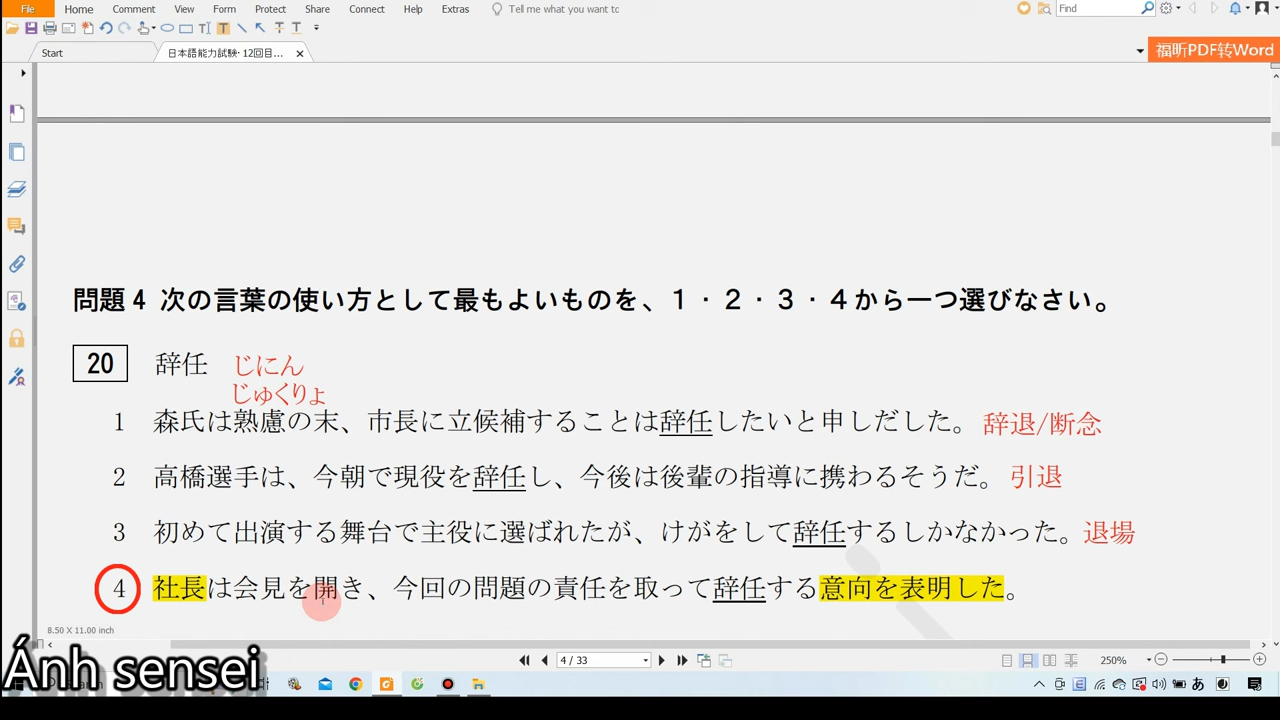 File Home Comment View Form Protect Share Connect Help Extras Tell me what you want to Find
Start 日本語能力試験· 12回目... 福昕PDF转Word
問題4 次の言葉の使い方として最もよいものを、1・2・3・4から一つ選びなさい。
20 辞任 じにん
じゅくりょ
1 森氏は熟慮の末、市長に立候補することは辞任したいと申しだした。 辞退/断念
2 高橋選手は、今朝で現役を辞任し、今後は後輩の指導に携わるそうだ。 引退
3 初めて出演する舞台で主役に選ばれたが、けがをして辞任するしかなかった。 退場
4 社長は会見を開き、今回の問題の責任を取って辞任する意向を表明した。
8.50 X 11.00 inch
4 / 33 250%
Ánh sensei
あ